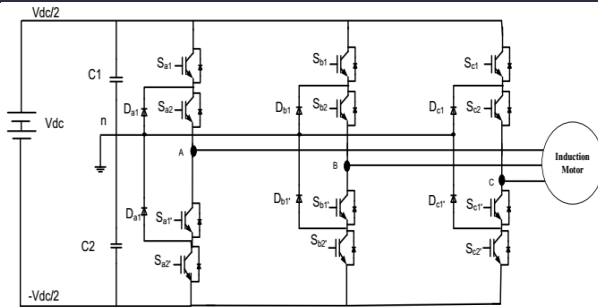 Vdc/2
C1
Vdc
n
C2
-Vdc/2
Sa1
Sa2
Da1
A
Da1'
Sa1'
Sa2'
Sb1
Sb2
Db1
B
Db1'
Sb1'
Sb2'
Sc1
Sc2
Dc1
C
Dc1'
Sc1'
Sc2'
Induction
Motor